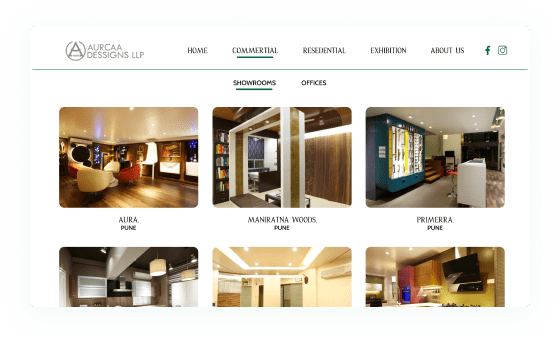 AURCAA
DESSIGNS LLP
HOME COMMERTIAL RESEDENTIAL EXHIBITION ABOUT US
SHOWROOMS OFFICES
AURA, MANIRATNA WOODS, PRIMERRA,
PUNE PUNE PUNE